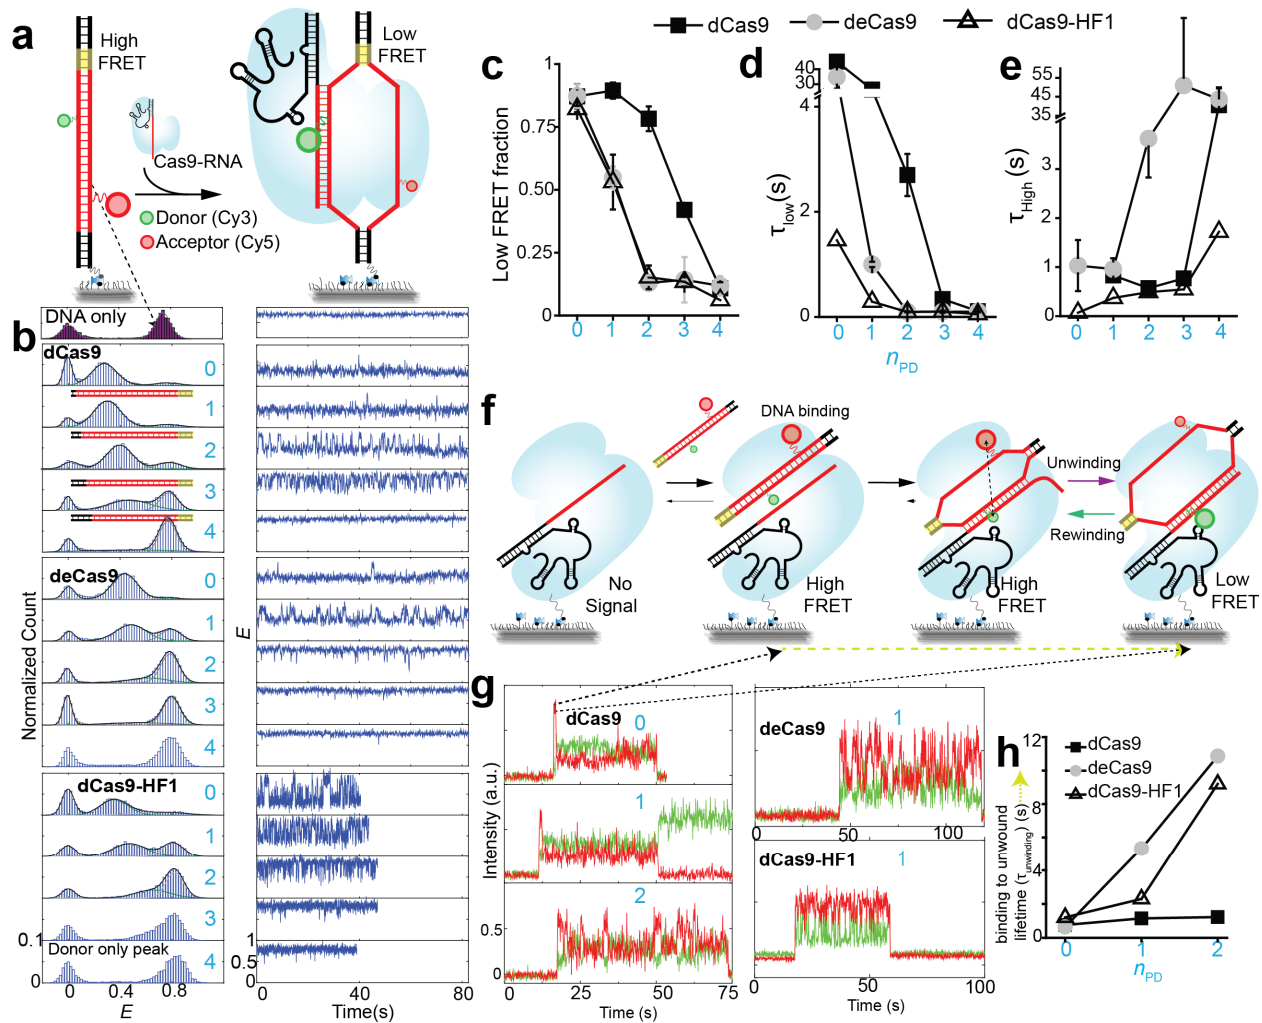 dCas9
deCas9
dCas9-HF1
a
High
FRET
Low
FRET
Cas9-RNA
Donor (Cy3)
Acceptor (Cy5)
c
Low FRET fraction
1
0.75
0.50
0.25
0
0 1 2 3 4
d
τlow(s)
40
30
4
2
0
0 1 2 3 4
nPD
e
τHigh (s)
55
45
35
3
2
1
0
0 1 2 3 4
b
DNA only
dCas9
0
1
2
3
4
deCas9
0
1
2
3
4
dCas9-HF1
0
1
2
3
4
Donor only peak
Normalized Count
0.1
0
0 0.4 0.8
E
E
1
0.5
0
0 40 80
Time(s)
f
DNA binding
Unwinding
Rewinding
No
Signal
High
FRET
High
FRET
Low
FRET
g
dCas9
0
1
2
Intensity (a.u.)
0.5
0
0 25 50 75
Time (s)
deCas9
1
0 50 100
dCas9-HF1
1
50 100
Time (s)
h
dCas9
deCas9
dCas9-HF1
binding to unwound
lifetime (τunwinding) (s)
12
8
4
0
0 1 2
nPD